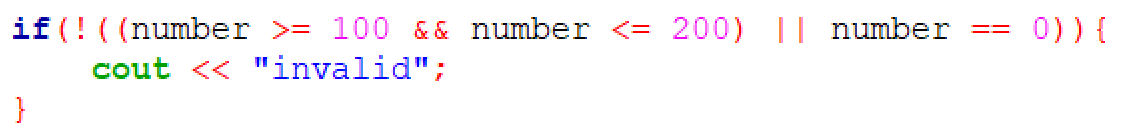 if(!((number >= 100 && number <= 200) || number == 0)){
    cout << "invalid";
}